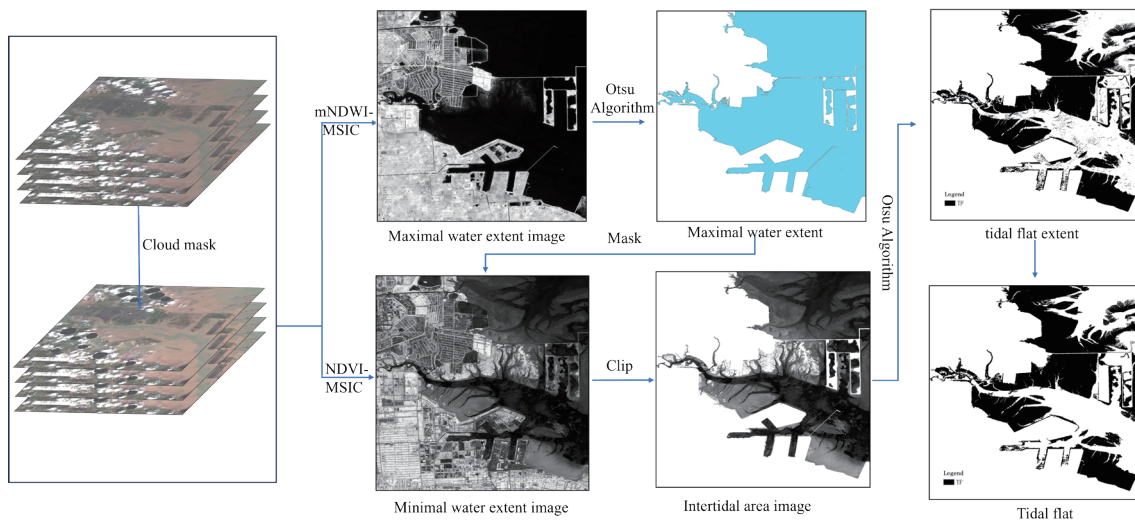 Cloud mask
mNDWI-
MSIC
NDVI-
MSIC
Maximal water extent image
Otsu
Algorithm
Maximal water extent
Mask
Minimal water extent image
Clip
Intertidal area image
Otsu Algorithm
Legend
TF
tidal flat extent
Legend
TF
Tidal flat